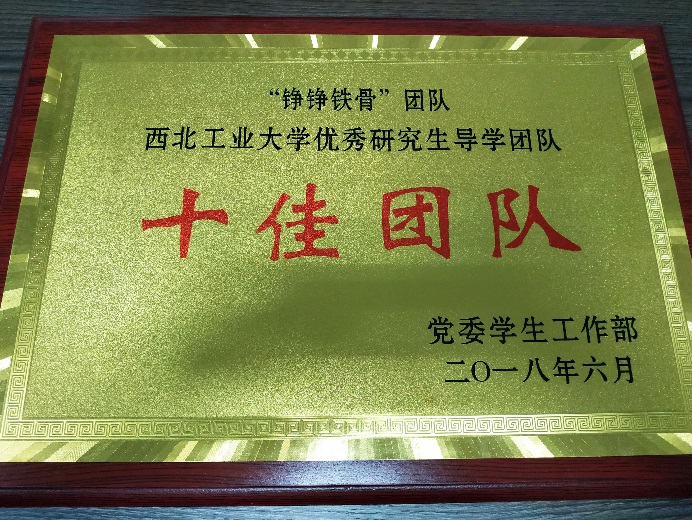 “铮铮铁骨”团队
西北工业大学优秀研究生导学团队
十佳团队
党委学生工作部
二〇一八年六月